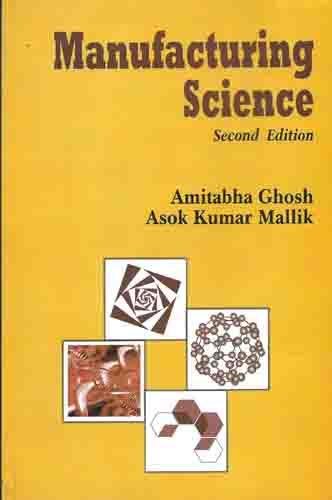 Manufacturing
Science
Second Edition
Amitabha Ghosh
Asok Kumar Mallik